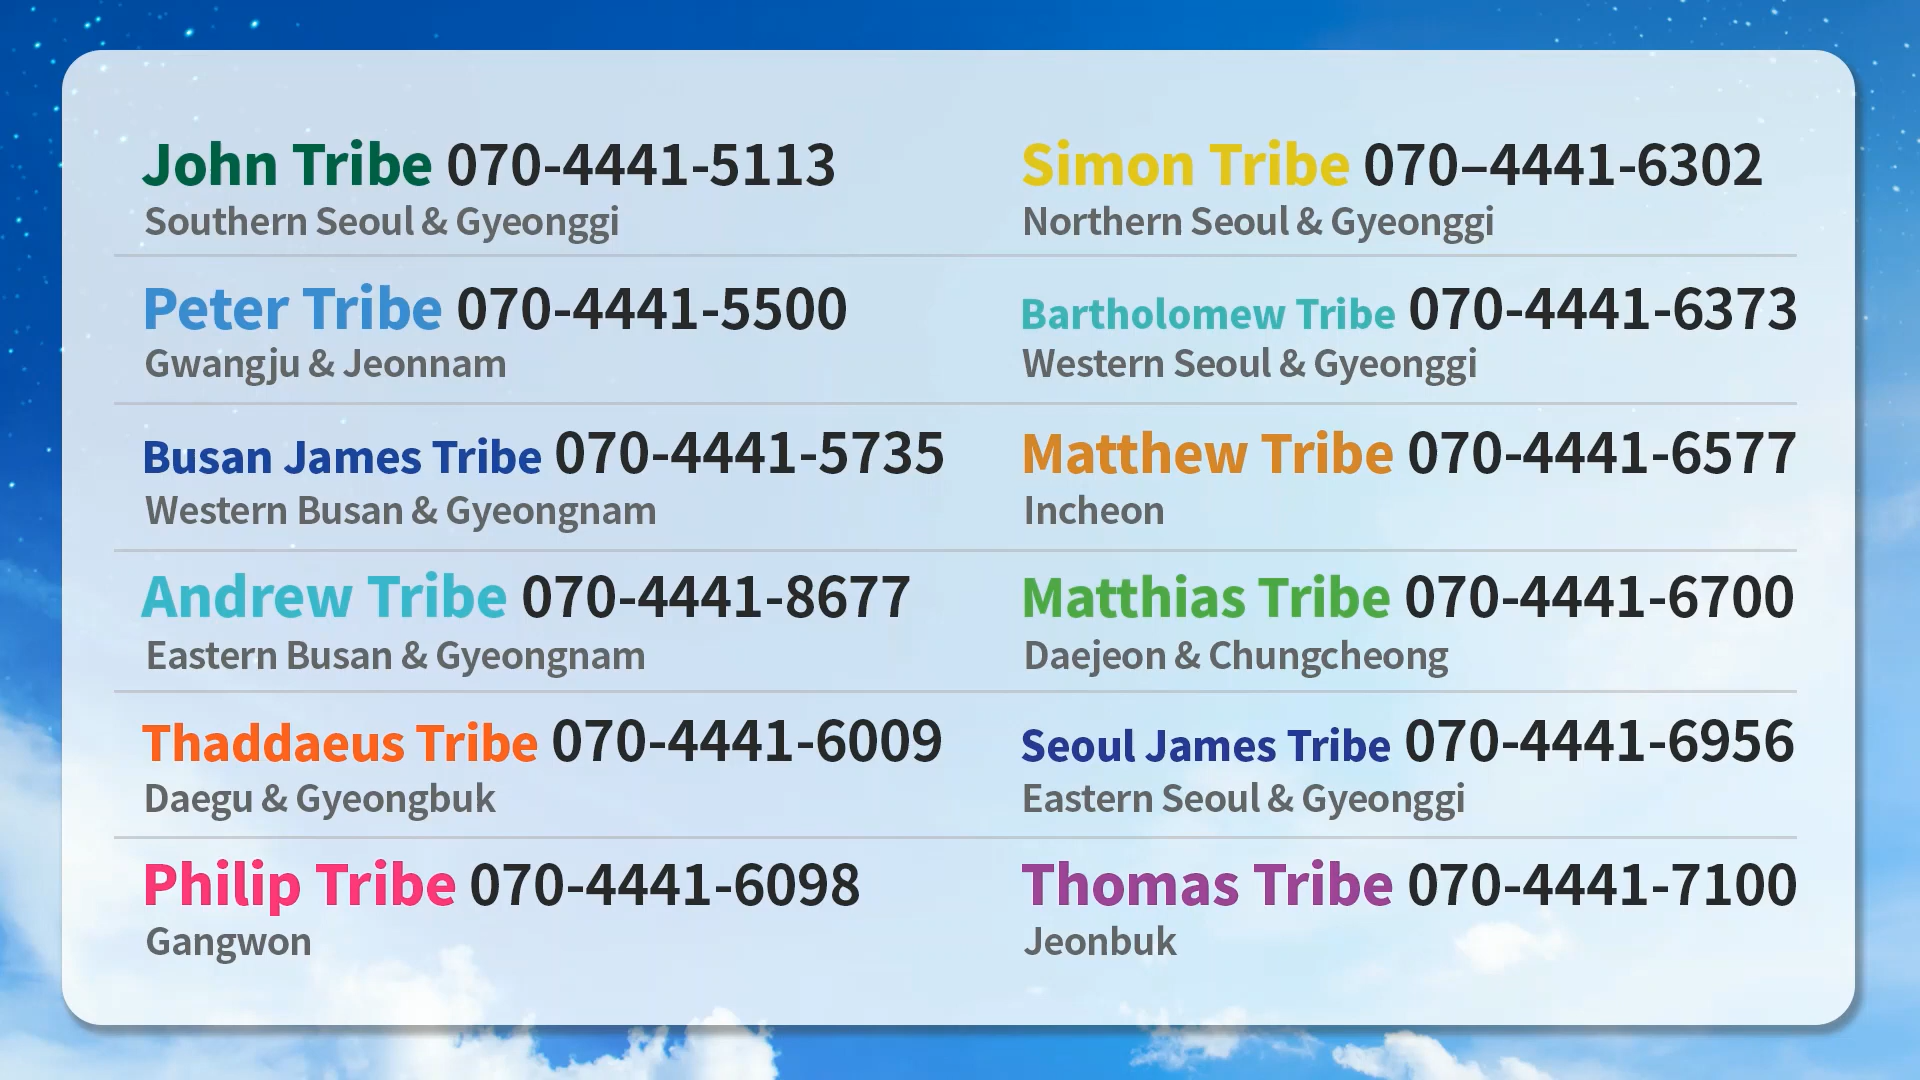 John Tribe 070-4441-5113
Southern Seoul & Gyeonggi
Simon Tribe 070–4441-6302
Northern Seoul & Gyeonggi
Peter Tribe 070-4441-5500
Gwangju & Jeonnam
Bartholomew Tribe 070-4441-6373
Western Seoul & Gyeonggi
Busan James Tribe 070-4441-5735
Western Busan & Gyeongnam
Matthew Tribe 070-4441-6577
Incheon
Andrew Tribe 070-4441-8677
Eastern Busan & Gyeongnam
Matthias Tribe 070-4441-6700
Daejeon & Chungcheong
Thaddaeus Tribe 070-4441-6009
Daegu & Gyeongbuk
Seoul James Tribe 070-4441-6956
Eastern Seoul & Gyeonggi
Philip Tribe 070-4441-6098
Gangwon
Thomas Tribe 070-4441-7100
Jeonbuk